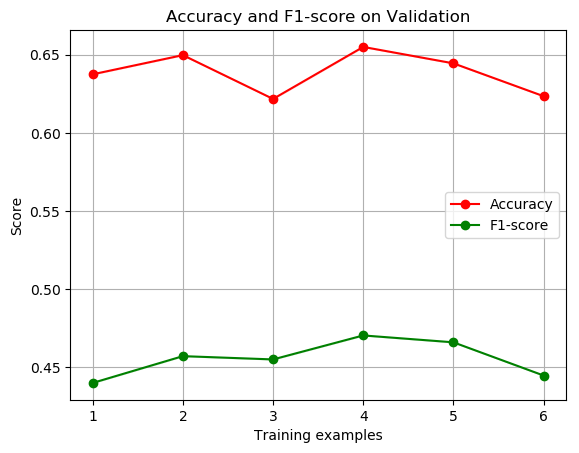 Accuracy and F1-score on Validation
Score
0.65
0.60
0.55
0.50
0.45
Accuracy
F1-score
1 2 3 4 5 6
Training examples